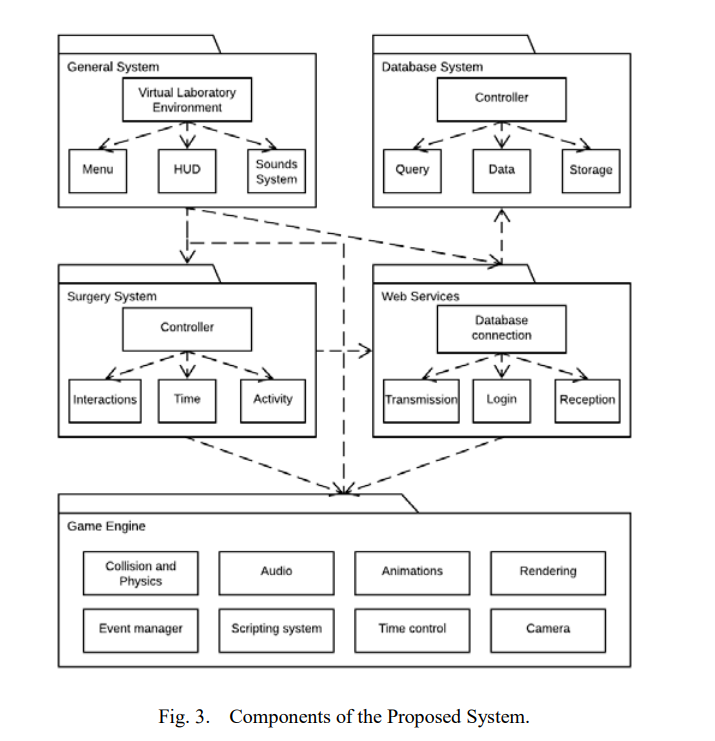 General System
Virtual Laboratory
Environment
Menu
HUD
Sounds
System
Database System
Controller
Query
Data
Storage
Surgery System
Controller
Interactions
Time
Activity
Web Services
Database
connection
Transmission
Login
Reception
Game Engine
Collision and
Physics
Audio
Animations
Rendering
Event manager
Scripting system
Time control
Camera
Fig. 3. Components of the Proposed System.